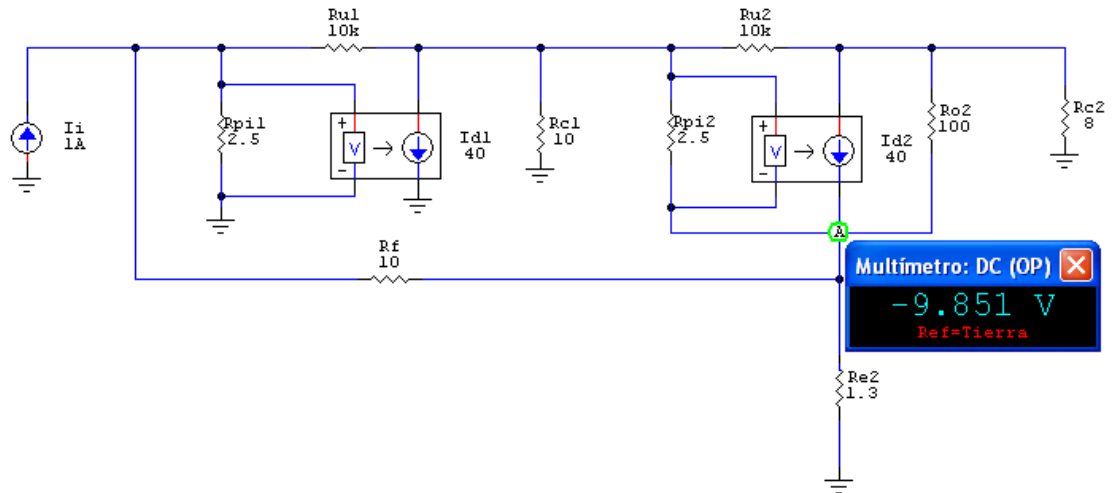 Ru1
10k
Ru2
10k
Ii
1A
Rpi1
2.5
+
V
-
Id1
40
Rc1
10
Rpi2
2.5
+
V
-
Id2
40
Ro2
100
Rc2
8
Rf
10
A
Multímetro: DC (OP)
-9.851 V
Ref=Tierra
Re2
1.3